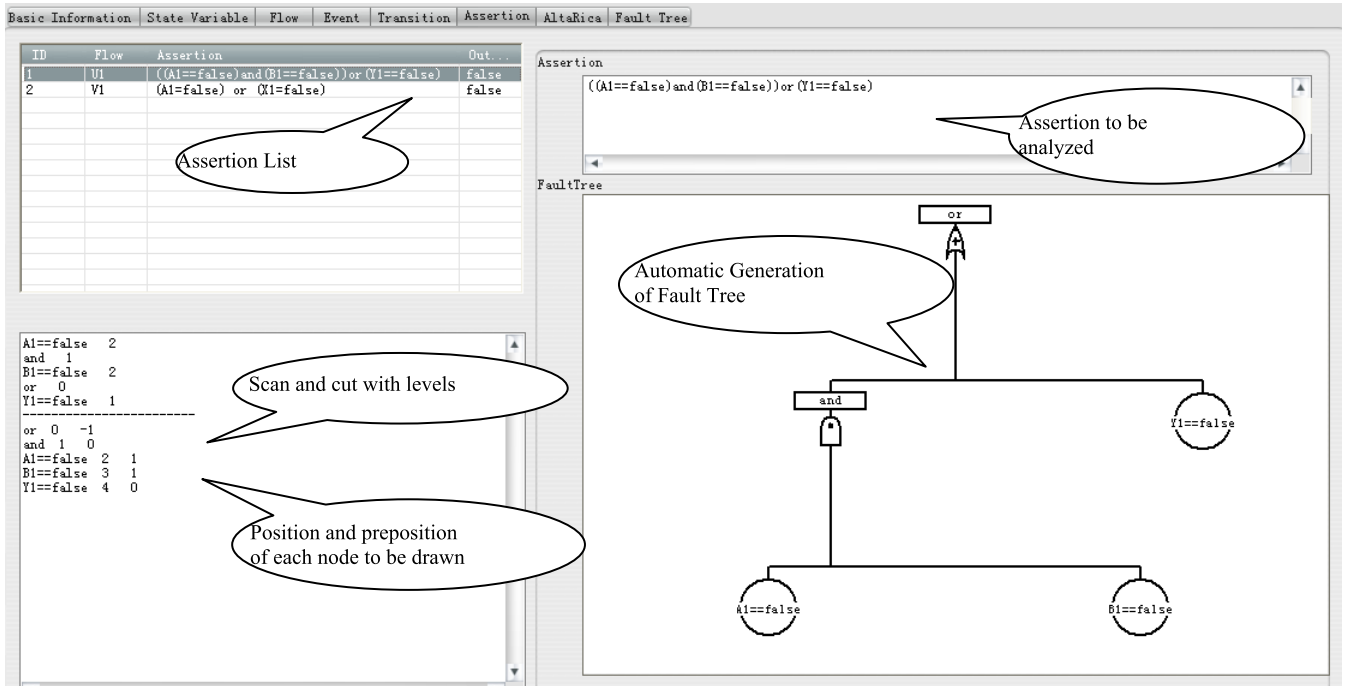 Basic Information State Variable Flow Event Transition Assertion AltaRica Fault Tree
ID Flow Assertion Out...
1 U1 ((A1==false)and(B1==false))or(Y1==false) false
2 V1 (A1=false) or (X1=false) false
Assertion List
Assertion
((A1==false)and(B1==false))or(Y1==false)
Assertion to be
analyzed
FaultTree
or
Automatic Generation
of Fault Tree
and
Y1==false
A1==false
B1==false
A1==false 2
and 1
B1==false 2
or 0
Y1==false 1
------------------------
or 0 -1
and 1 0
A1==false 2 1
B1==false 3 1
Y1==false 4 0
Scan and cut with levels
Position and preposition
of each node to be drawn